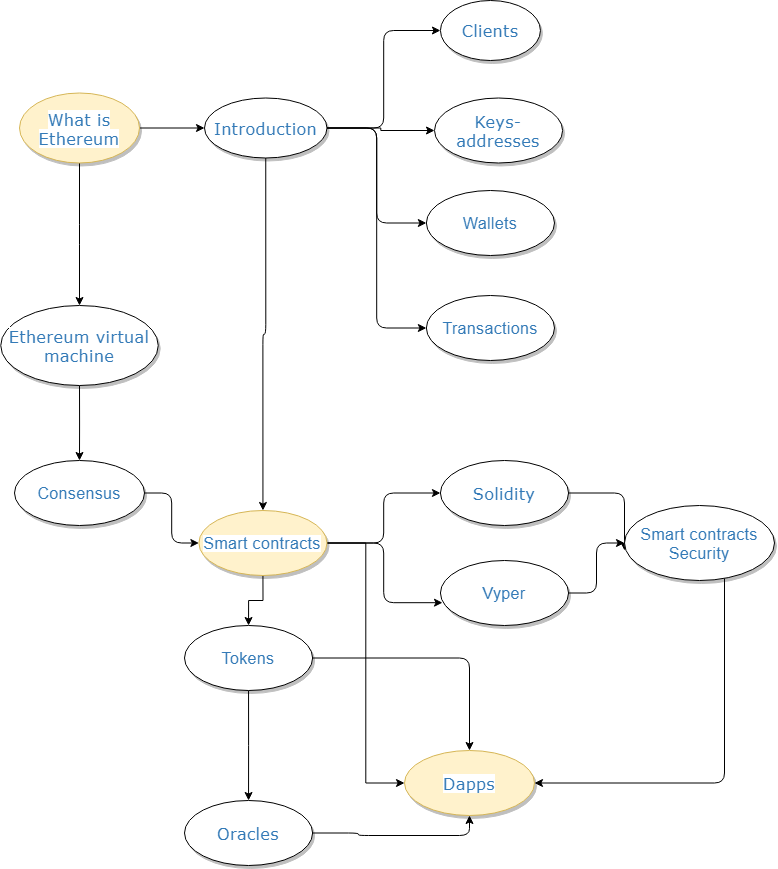 Clients
What is
Ethereum
Introduction
Keys-
addresses
Wallets
Transactions
Ethereum virtual
machine
Consensus
Solidity
Smart contracts
Smart contracts
Security
Vyper
Tokens
Dapps
Oracles